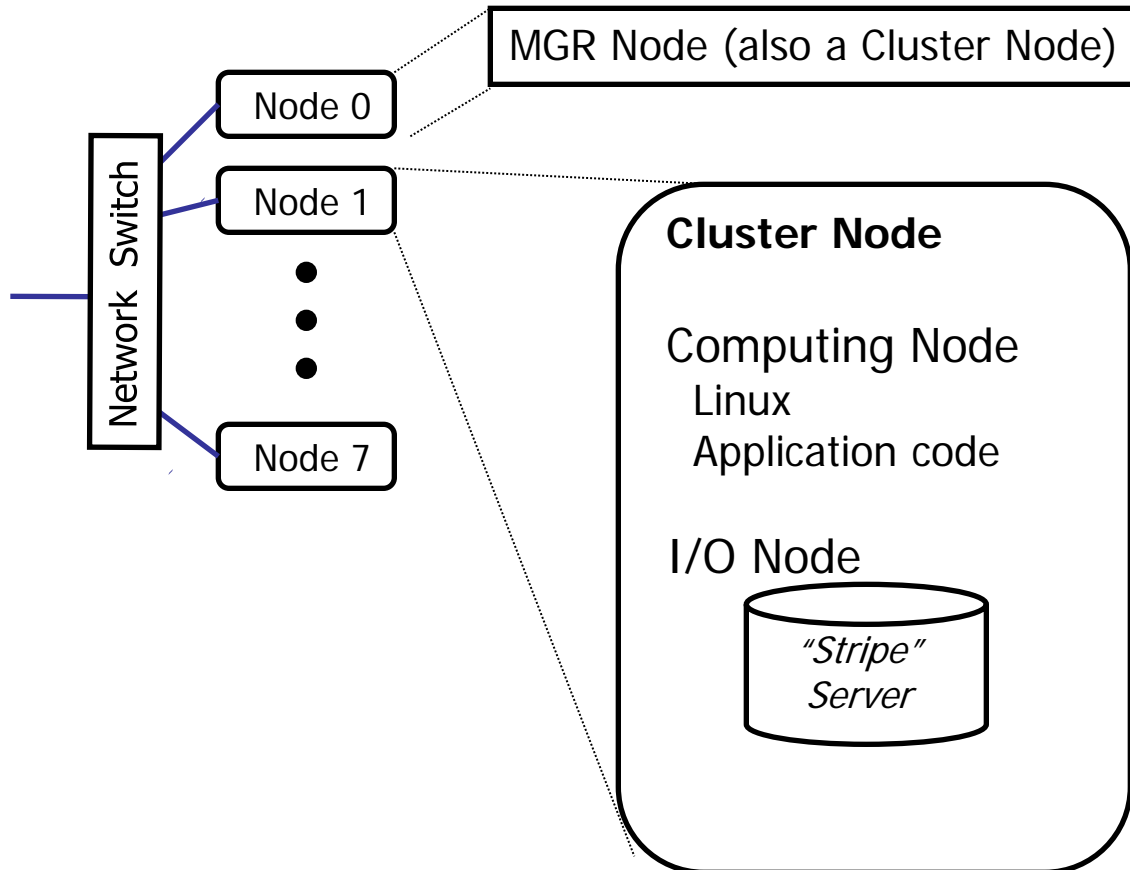 MGR Node (also a Cluster Node)
Node 0
Network Switch
Node 1
Node 7
Cluster Node
Computing Node
Linux
Application code
I/O Node
“Stripe”
Server